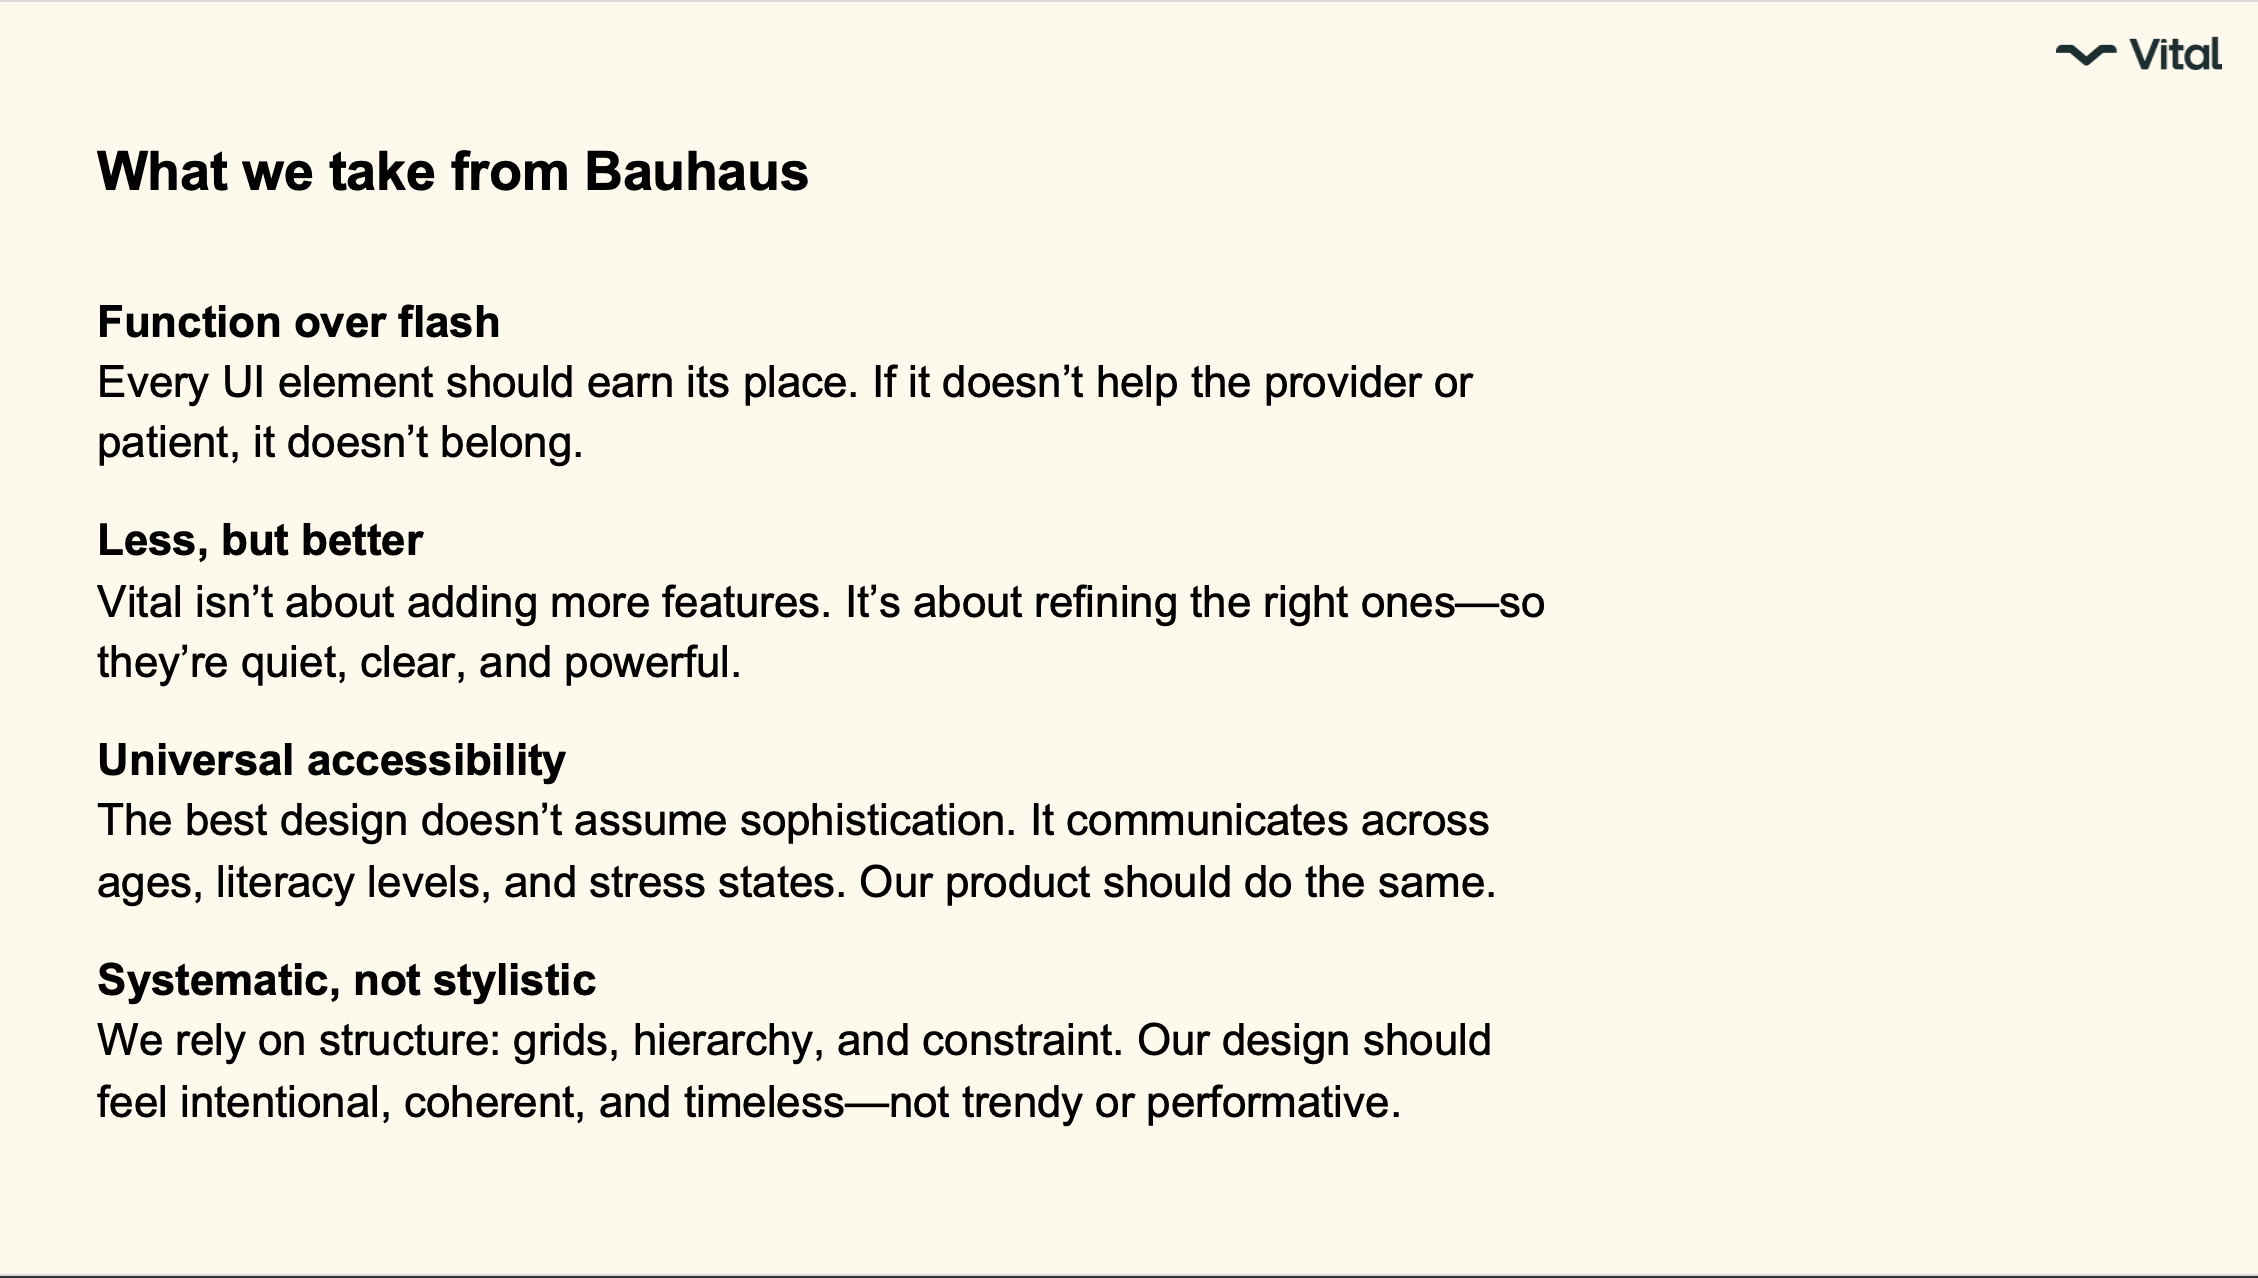 Vital
What we take from Bauhaus
Function over flash
Every UI element should earn its place. If it doesn’t help the provider or
patient, it doesn’t belong.
Less, but better
Vital isn’t about adding more features. It’s about refining the right ones—so
they’re quiet, clear, and powerful.
Universal accessibility
The best design doesn’t assume sophistication. It communicates across
ages, literacy levels, and stress states. Our product should do the same.
Systematic, not stylistic
We rely on structure: grids, hierarchy, and constraint. Our design should
feel intentional, coherent, and timeless—not trendy or performative.